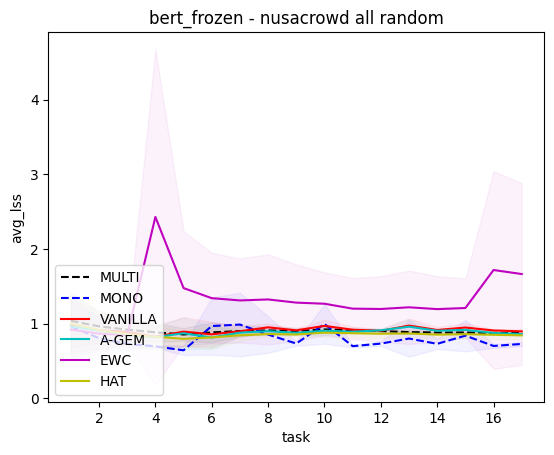 bert_frozen - nusacrowd all random
avg_lss
4
3
2
1
0
MULTI
MONO
VANILLA
A-GEM
EWC
HAT
2 4 6 8 10 12 14 16
task